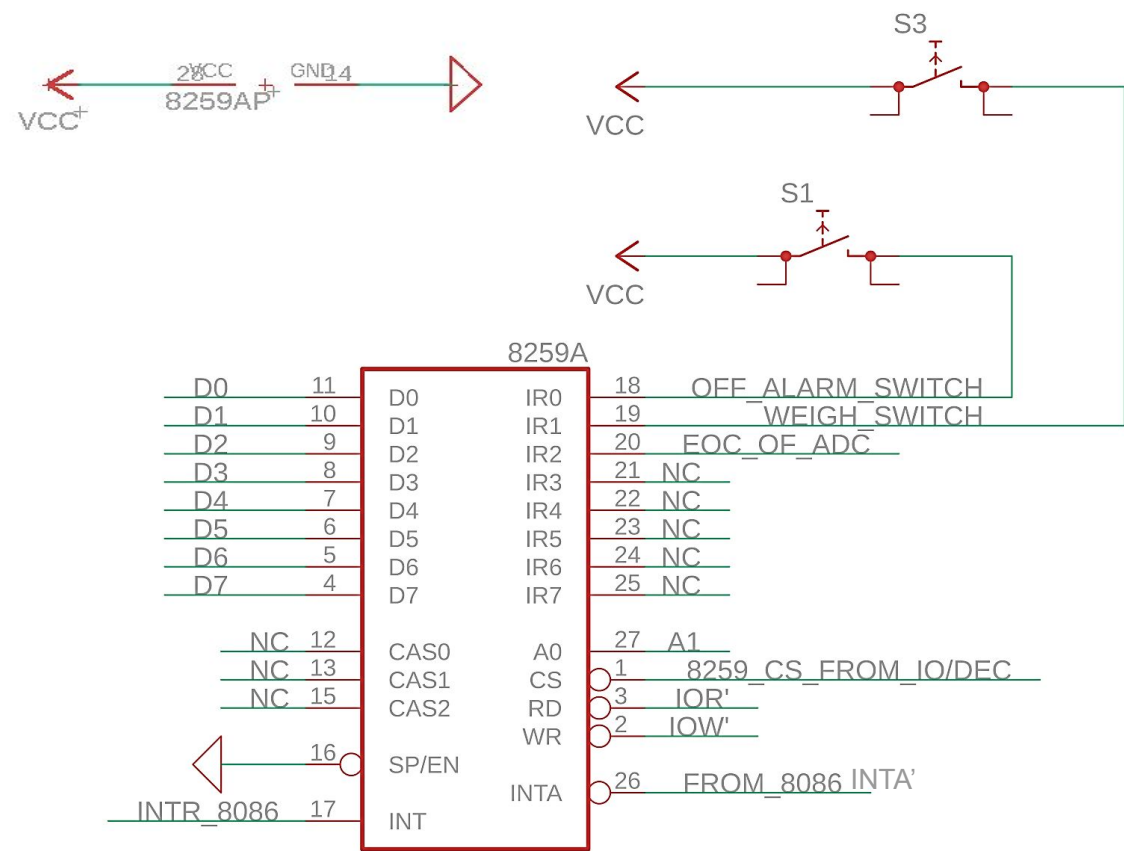 S3
28 VCC GND 14
8259AP
VCC
VCC
S1
VCC
8259A
D0 11 D0 IR0 18 OFF_ALARM_SWITCH
D1 10 D1 IR1 19 WEIGH_SWITCH
D2 9 D2 IR2 20 EOC_OF_ADC
D3 8 D3 IR3 21 NC
D4 7 D4 IR4 22 NC
D5 6 D5 IR5 23 NC
D6 5 D6 IR6 24 NC
D7 4 D7 IR7 25 NC
NC 12 CAS0 A0 27 A1
NC 13 CAS1 CS 1 8259_CS_FROM_IO/DEC
NC 15 CAS2 RD 3 IOR'
WR 2 IOW'
16 SP/EN
INTA 26 FROM_8086 INTA’
INTR_8086 17 INT